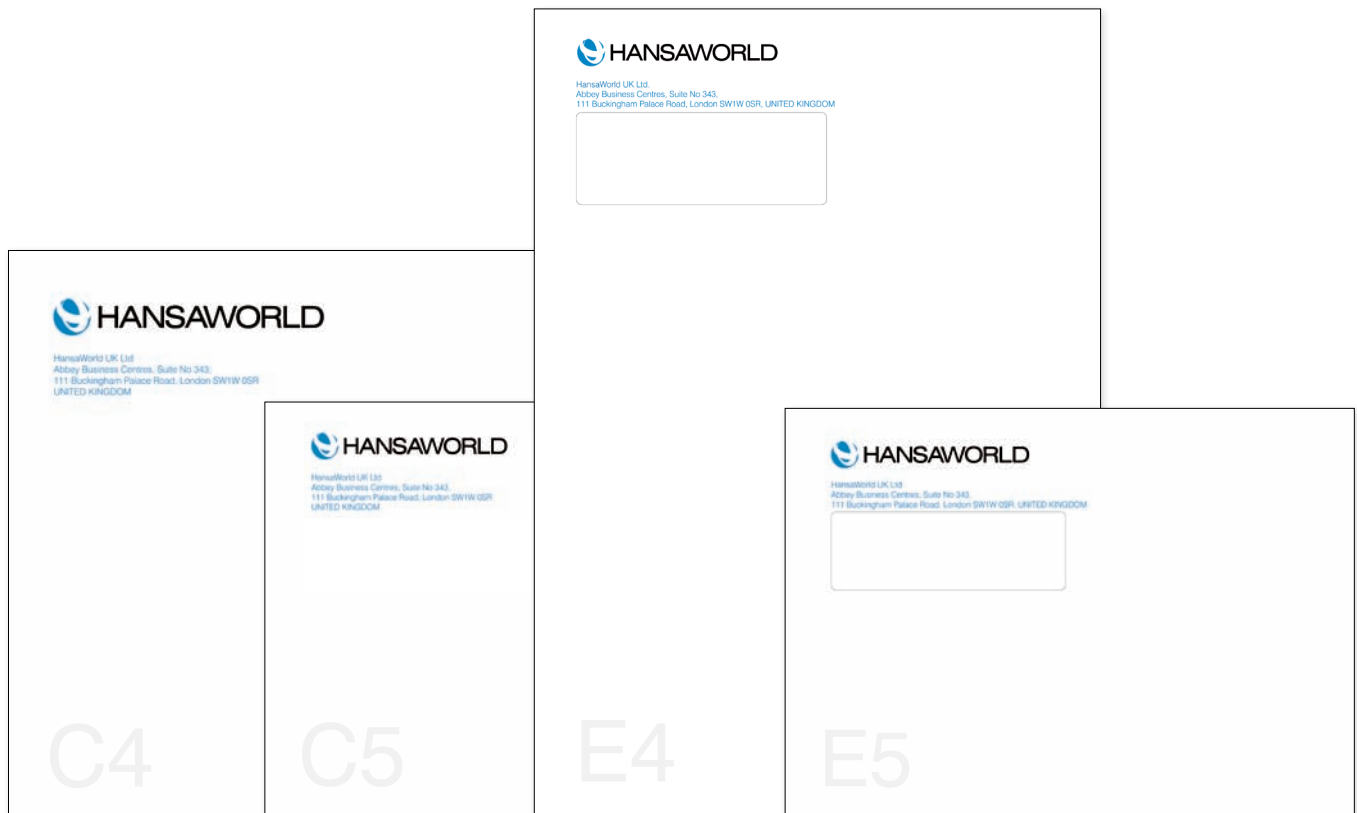 HANSAWORLD
HansaWorld UK Ltd.
Abbey Business Centres, Suite No 343,
111 Buckingham Palace Road, London SW1W 0SR, UNITED KINGDOM
HANSAWORLD
HansaWorld UK Ltd
Abbey Business Centres, Suite No 343,
111 Buckingham Palace Road, London SW1W 0SR
UNITED KINGDOM
HANSAWORLD
HansaWorld UK Ltd
Abbey Business Centres, Suite No 343,
111 Buckingham Palace Road, London SW1W 0SR
UNITED KINGDOM
HANSAWORLD
HansaWorld UK Ltd
Abbey Business Centres, Suite No 343,
111 Buckingham Palace Road, London SW1W 0SR, UNITED KINGDOM
C4
C5
E4
E5